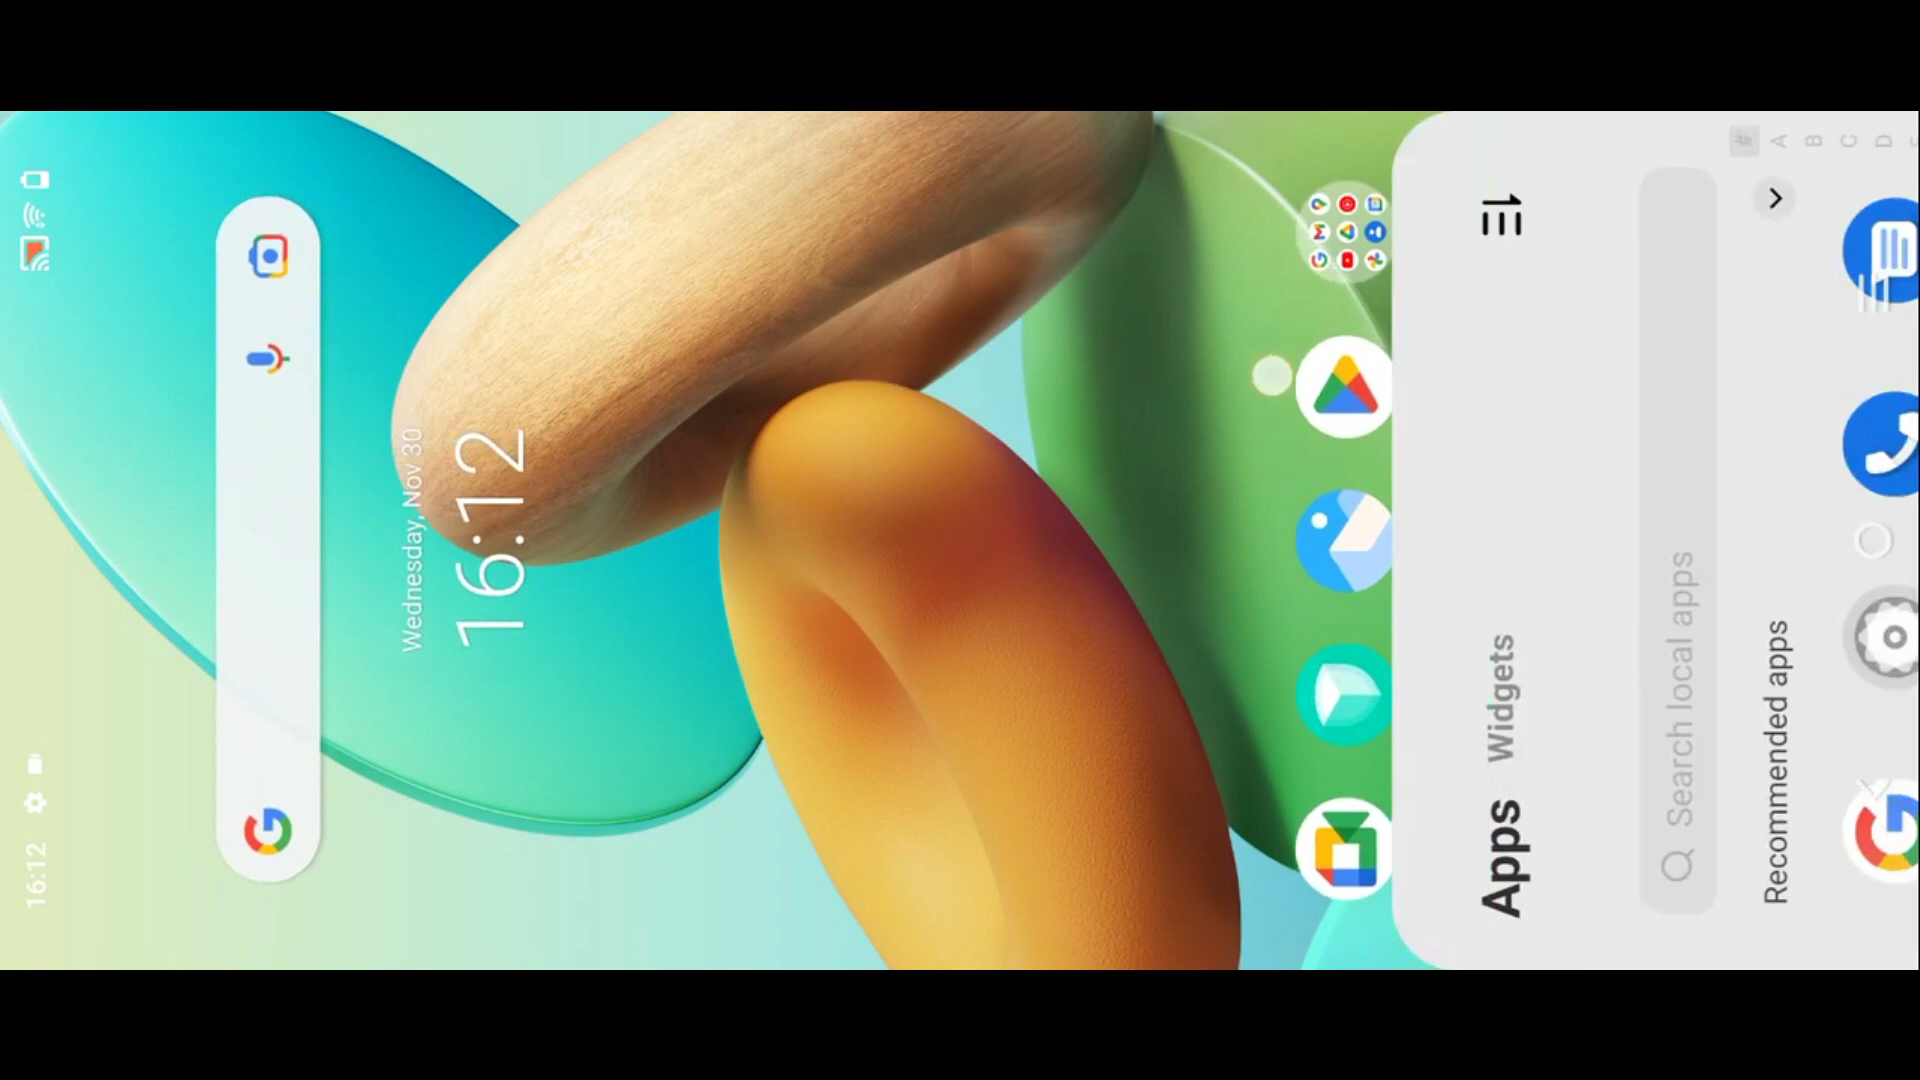 16:12
Wednesday, Nov 30
16:12
Apps Widgets
Search local apps
Recommended apps
#
A
B
C
D